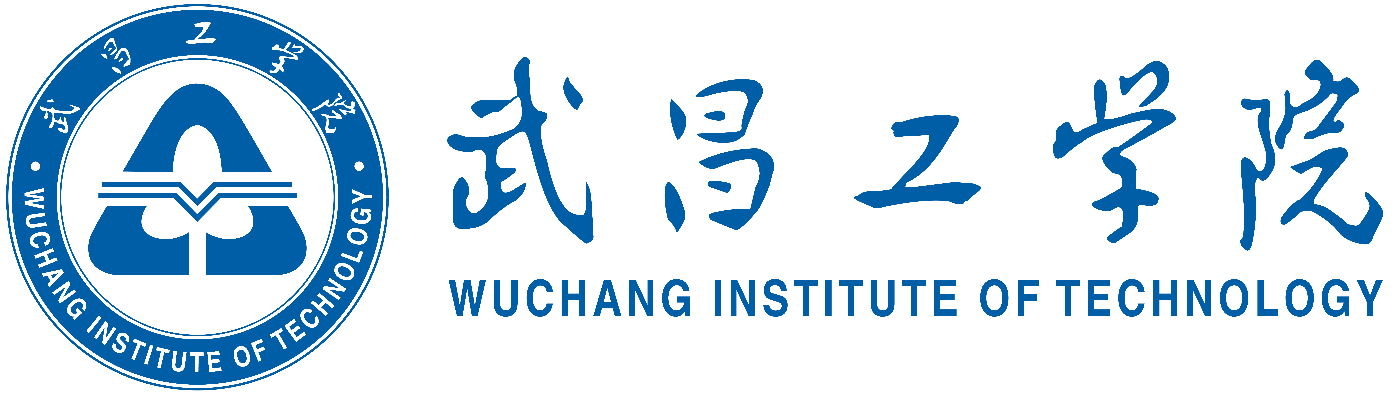 武昌工学院
WUCHANG INSTITUTE OF TECHNOLOGY
武昌工学院
WUCHANG INSTITUTE OF TECHNOLOGY